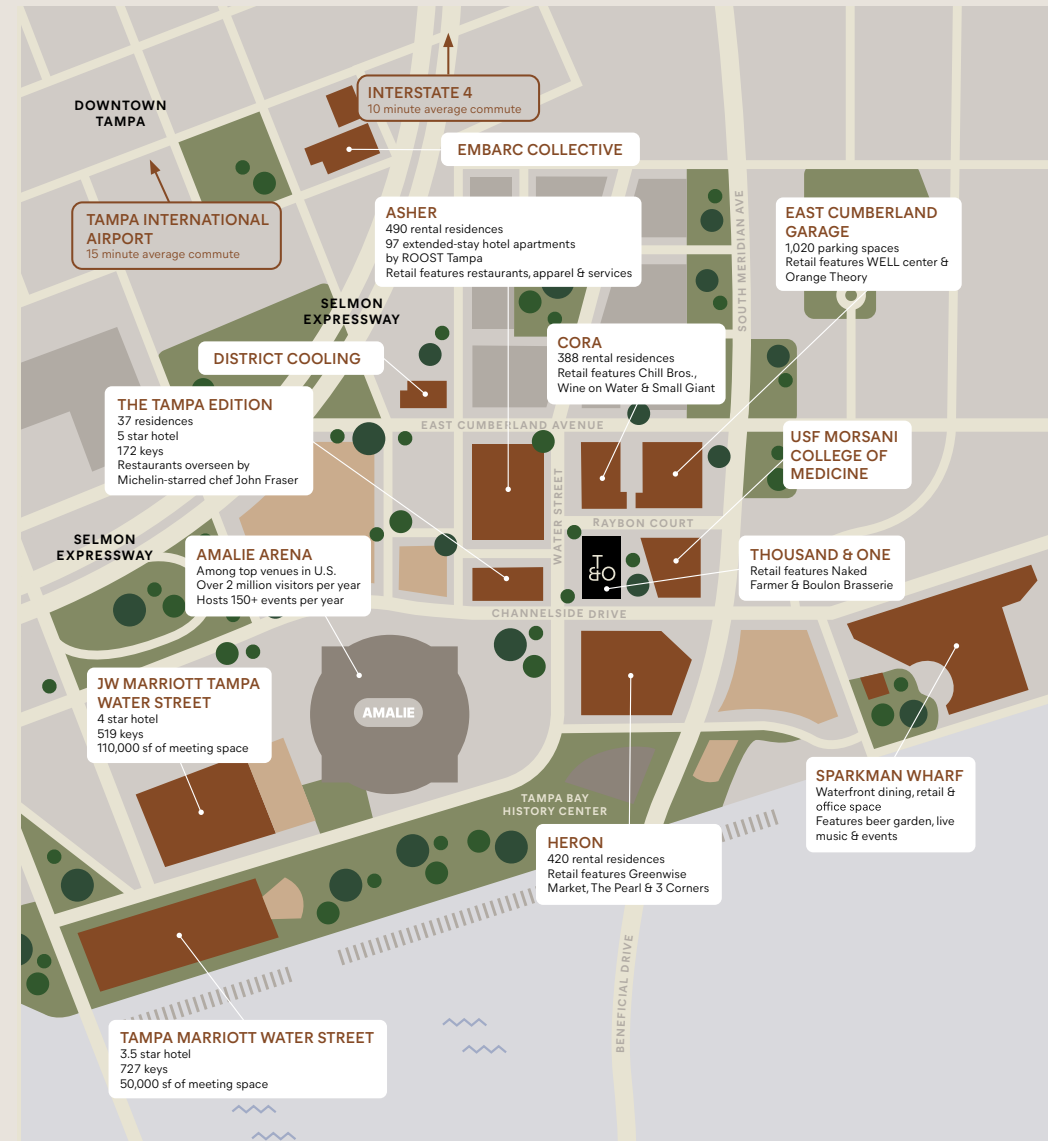 INTERSTATE 4
10 minute average commute
DOWNTOWN
TAMPA
EMBARC COLLECTIVE
TAMPA INTERNATIONAL
AIRPORT
15 minute average commute
ASHER
490 rental residences
97 extended-stay hotel apartments
by ROOST Tampa
Retail features restaurants, apparel & services
SOUTH MERIDIAN AVE
EAST CUMBERLAND
GARAGE
1,020 parking spaces
Retail features WELL center &
Orange Theory
SELMON
EXPRESSWAY
DISTRICT COOLING
CORA
388 rental residences
Retail features Chill Bros.,
Wine on Water & Small Giant
THE TAMPA EDITION
37 residences
5 star hotel
172 keys
Restaurants overseen by
Michelin-starred chef John Fraser
EAST CUMBERLAND AVENUE
USF MORSANI
COLLEGE OF
MEDICINE
WATER STREET
RAYBON COURT
SELMON
EXPRESSWAY
AMALIE ARENA
Among top venues in U.S.
Over 2 million visitors per year
Hosts 150+ events per year
T
&O
THOUSAND & ONE
Retail features Naked
Farmer & Boulon Brasserie
CHANNELSIDE DRIVE
JW MARRIOTT TAMPA
WATER STREET
4 star hotel
519 keys
110,000 sf of meeting space
AMALIE
SPARKMAN WHARF
Waterfront dining, retail &
office space
Features beer garden, live
music & events
TAMPA BAY
HISTORY CENTER
HERON
420 rental residences
Retail features Greenwise
Market, The Pearl & 3 Corners
BENEFICIAL DRIVE
TAMPA MARRIOTT WATER STREET
3.5 star hotel
727 keys
50,000 sf of meeting space